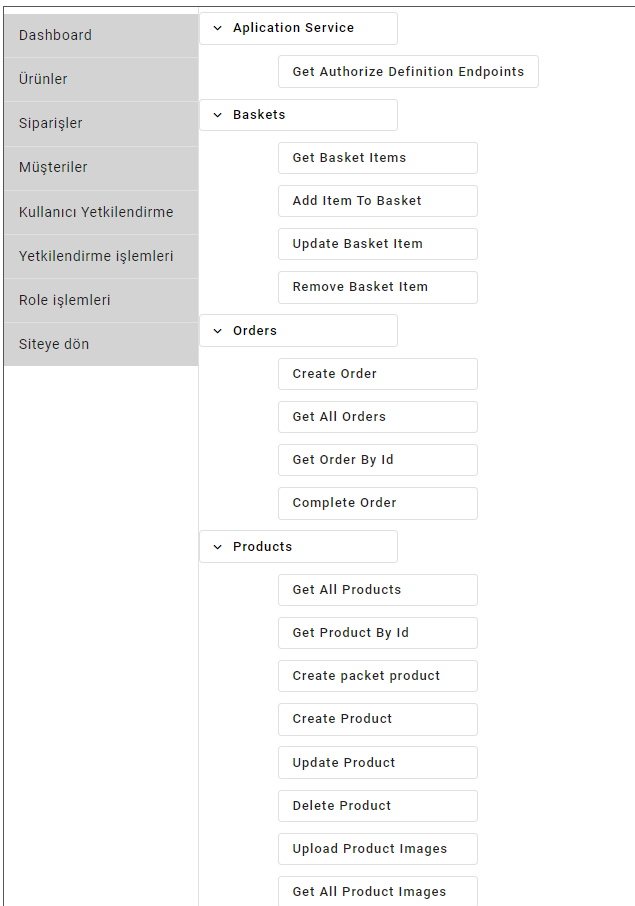 Dashboard
Ürünler
Siparişler
Müşteriler
Kullanıcı Yetkilendirme
Yetkilendirme işlemleri
Role işlemleri
Siteye dön
Aplication Service
Get Authorize Definition Endpoints
Baskets
Get Basket Items
Add Item To Basket
Update Basket Item
Remove Basket Item
Orders
Create Order
Get All Orders
Get Order By Id
Complete Order
Products
Get All Products
Get Product By Id
Create packet product
Create Product
Update Product
Delete Product
Upload Product Images
Get All Product Images